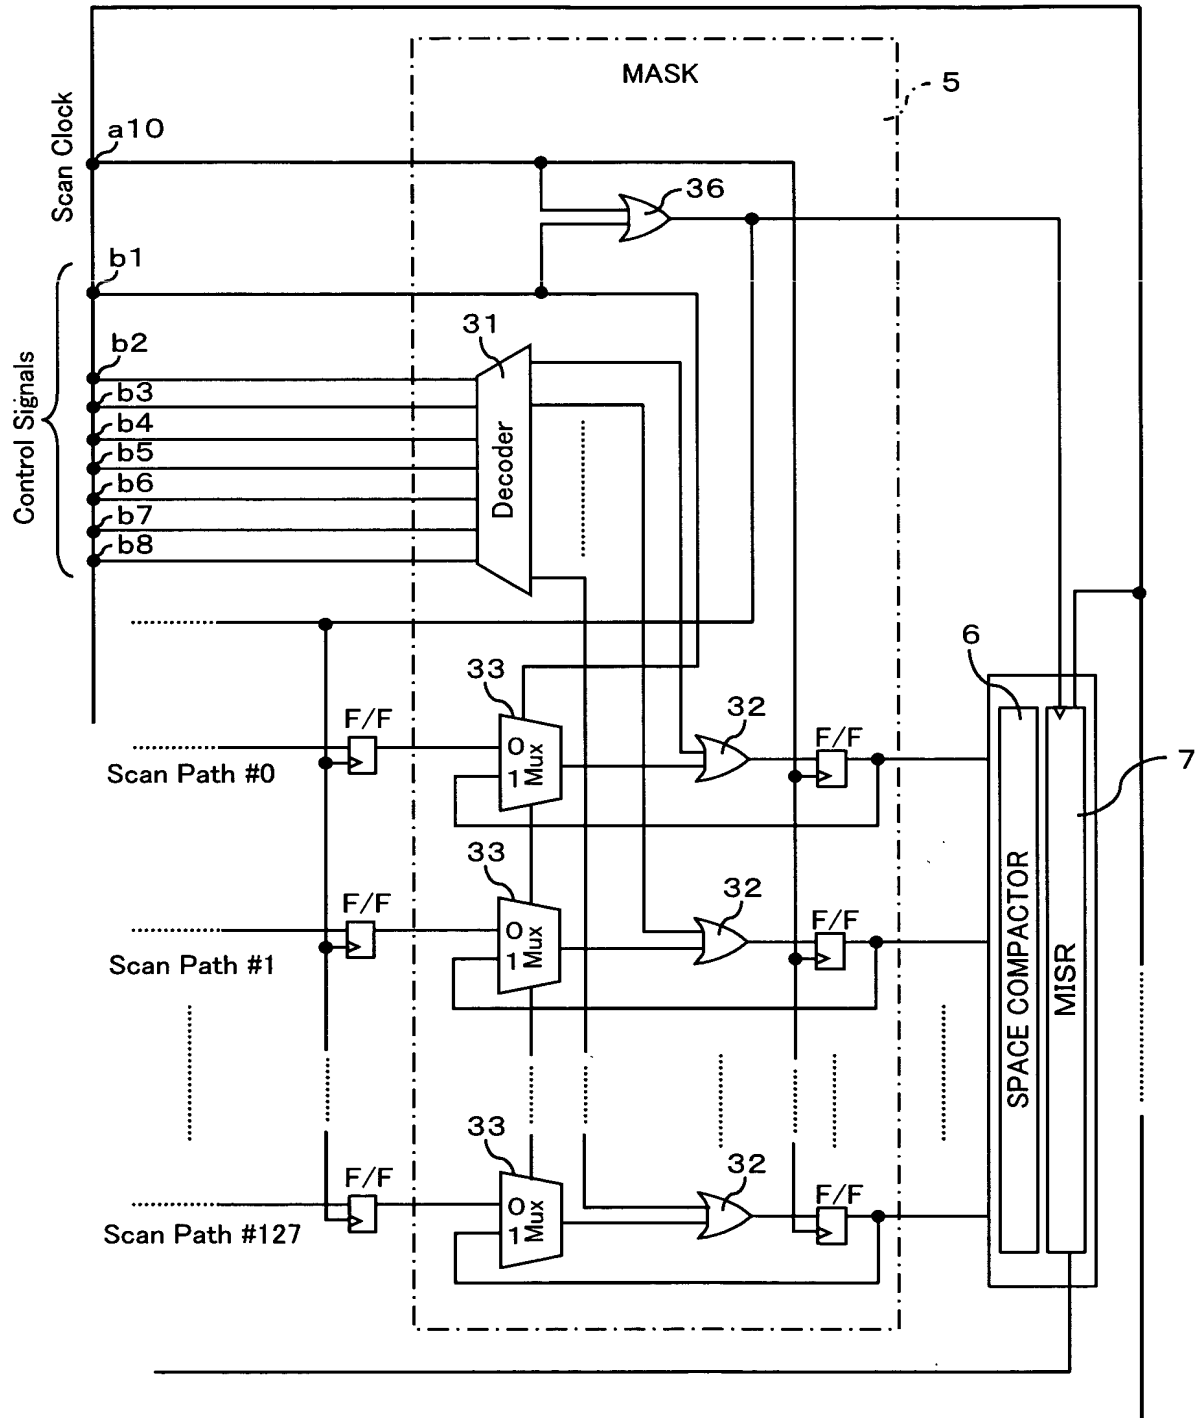 MASK
5
Scan Clock
a10
36
b1
Control Signals
31
b2
b3
b4
b5
b6
b7
b8
Decoder
6
33
32
F/F
F/F
0
1
Mux
Scan Path #0
7
33
32
F/F
F/F
0
1
Mux
Scan Path #1
SPACE COMPACTOR
MISR
33
32
F/F
F/F
0
1
Mux
Scan Path #127